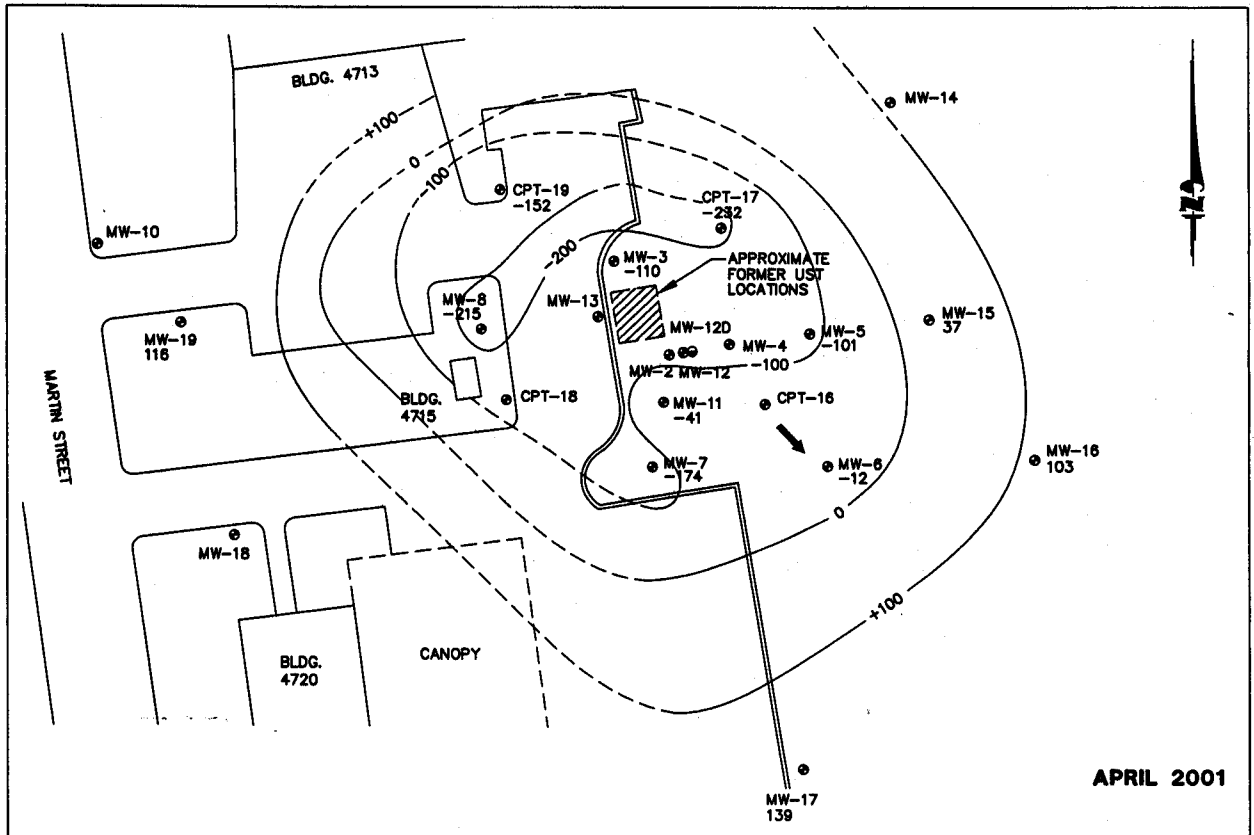 BLDG. 4713
+100
0
-100
MW-14
CPT-19
-152
CPT-17
-232
MW-10
-200
MW-3
-110
APPROXIMATE
FORMER UST
LOCATIONS
MW-8
-215
MW-13
MW-19
116
MW-12D
MW-4
MW-5
-101
MW-15
37
MW-2
MW-12
-100
MARTIN STREET
BLDG.
4715
CPT-18
MW-11
-41
CPT-16
MW-7
-174
MW-6
-12
MW-16
103
0
MW-18
+100
BLDG.
4720
CANOPY
MW-17
139
APRIL 2001
N